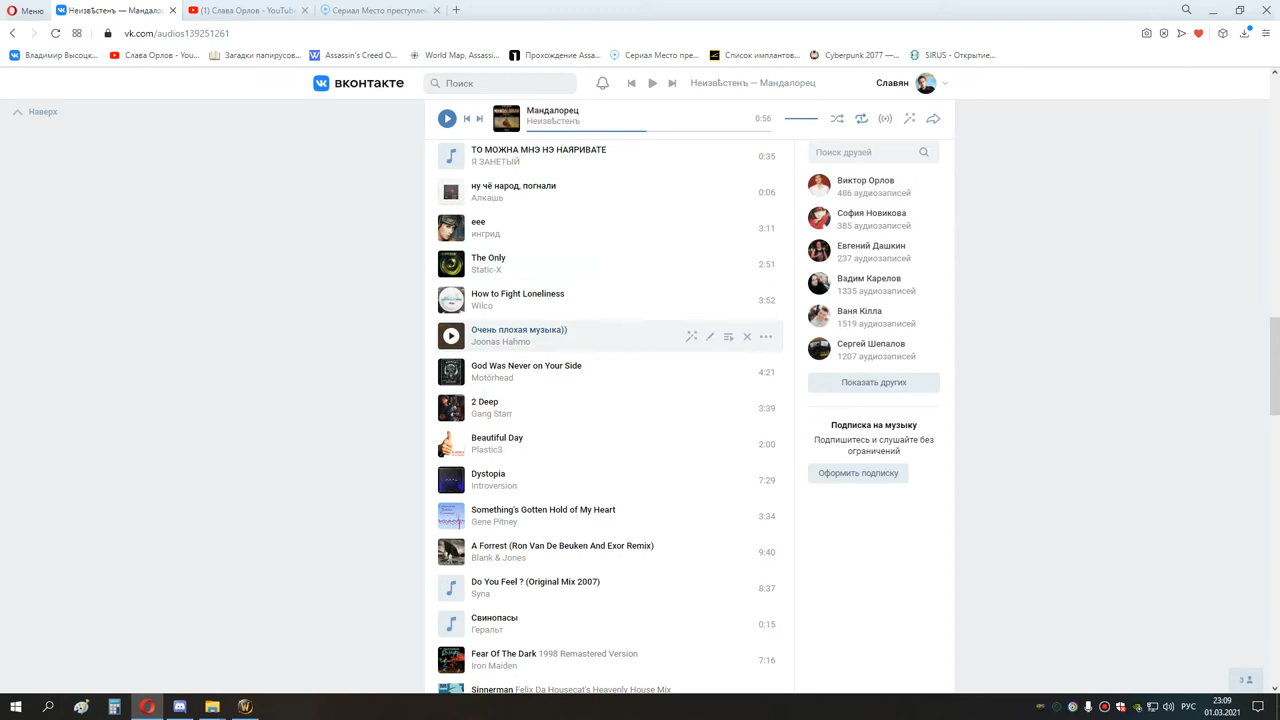 Меню
НеизвѢстенъ — Мандалорец
(1) Слава Орлов - YouTube
Сериал Место преступлени
vk.com/audios139251261
Владимир Высоцк...
Слава Орлов - You...
Загадки папирусов...
Assassin's Creed O...
World Map, Assassi...
Прохождение Assa...
Сериал Место пре...
Список имплантов...
Cyberpunk 2077 —...
SIRUS - Открытие...
вконтакте
Поиск
НеизвѢстенъ — Мандалорец
Славян
Наверх
Мандалорец
НеизвѢстенъ
0:56
ТО МОЖНА МНЭ НЭ НАЯРИВАТЕ
Я ЗАНЕТЫЙ
0:35
ну чё народ, погнали
Алкашь
0:06
еее
ингрид
3:11
The Only
Static-X
2:51
How to Fight Loneliness
Wilco
3:52
Очень плохая музыка))
Joonas Hahmo
God Was Never on Your Side
Motörhead
4:21
2 Deep
Gang Starr
3:39
Beautiful Day
Plastic3
2:00
Dystopia
Introversion
7:29
Something's Gotten Hold of My Heart
Gene Pitney
3:34
A Forrest (Ron Van De Beuken And Exor Remix)
Blank & Jones
9:40
Do You Feel ? (Original Mix 2007)
Syna
8:37
Свинопасы
Геральт
0:15
Fear Of The Dark 1998 Remastered Version
Iron Maiden
7:16
Sinnerman Felix Da Housecat's Heavenly House Mix
Поиск друзей
Виктор Орлов
486 аудиозаписей
София Новикова
385 аудиозаписей
Евгений Дашкин
237 аудиозаписей
Вадим Карелов
1335 аудиозаписей
Ваня Кілла
1519 аудиозаписей
Сергей Шепалов
1207 аудиозаписей
Показать других
Подписка на музыку
Подпишитесь и слушайте без
ограничений
Оформить подписку
3
РУС
23:09
01.03.2021